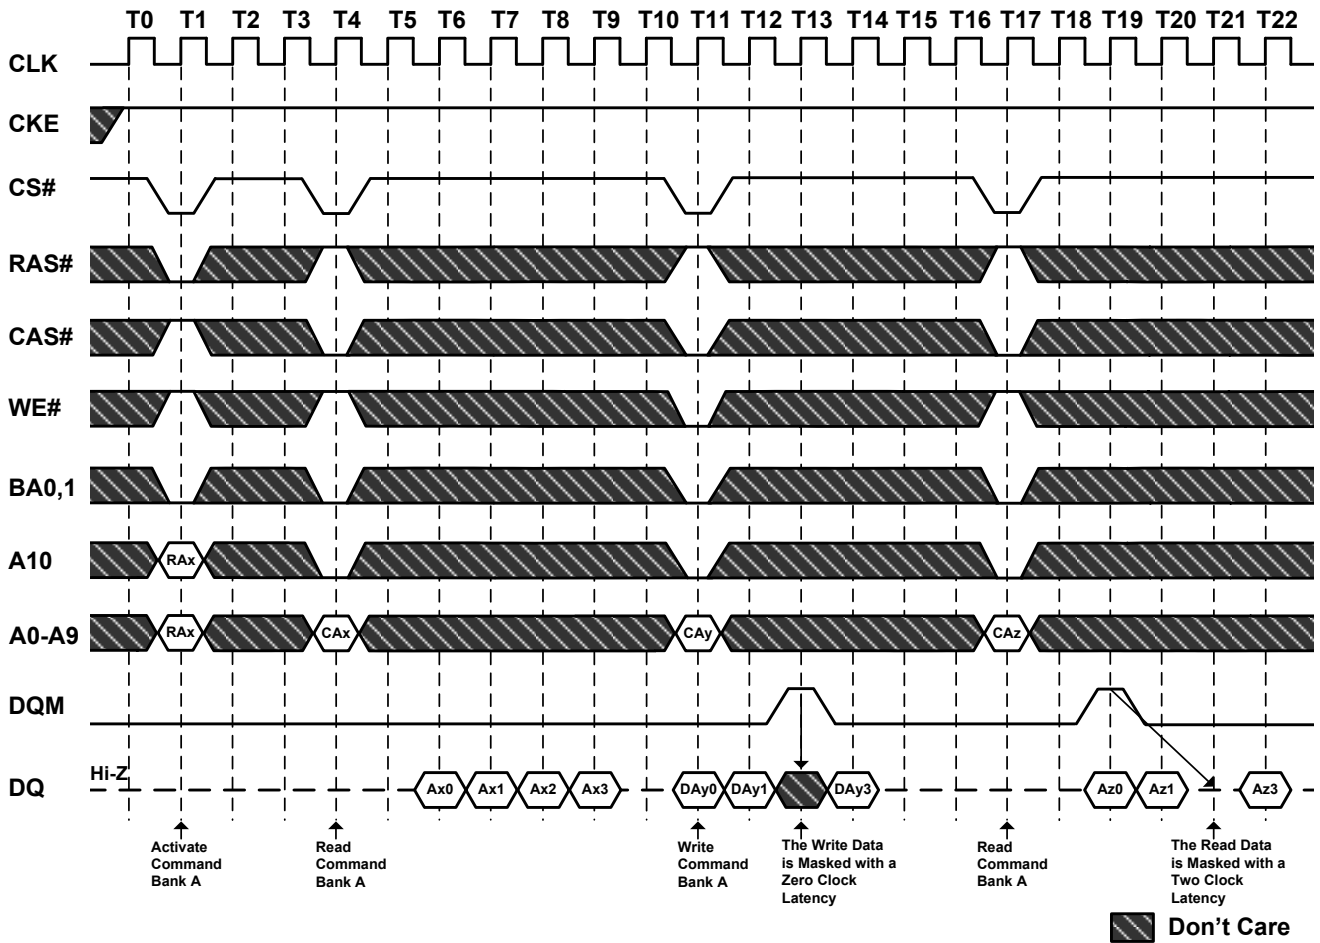 T0 T1 T2 T3 T4 T5 T6 T7 T8 T9 T10 T11 T12 T13 T14 T15 T16 T17 T18 T19 T20 T21 T22
CLK
CKE
CS#
RAS#
CAS#
WE#
BA0,1
A10 RAx
A0-A9 RAx CAx CAy CAz
DQM
Hi-Z
DQ Ax0 Ax1 Ax2 Ax3 DAy0 DAy1 DAy3 Az0 Az1 Az3
Activate
Command
Bank A
Read
Command
Bank A
Write
Command
Bank A
The Write Data
is Masked with a
Zero Clock
Latency
Read
Command
Bank A
The Read Data
is Masked with a
Two Clock
Latency
Don't Care